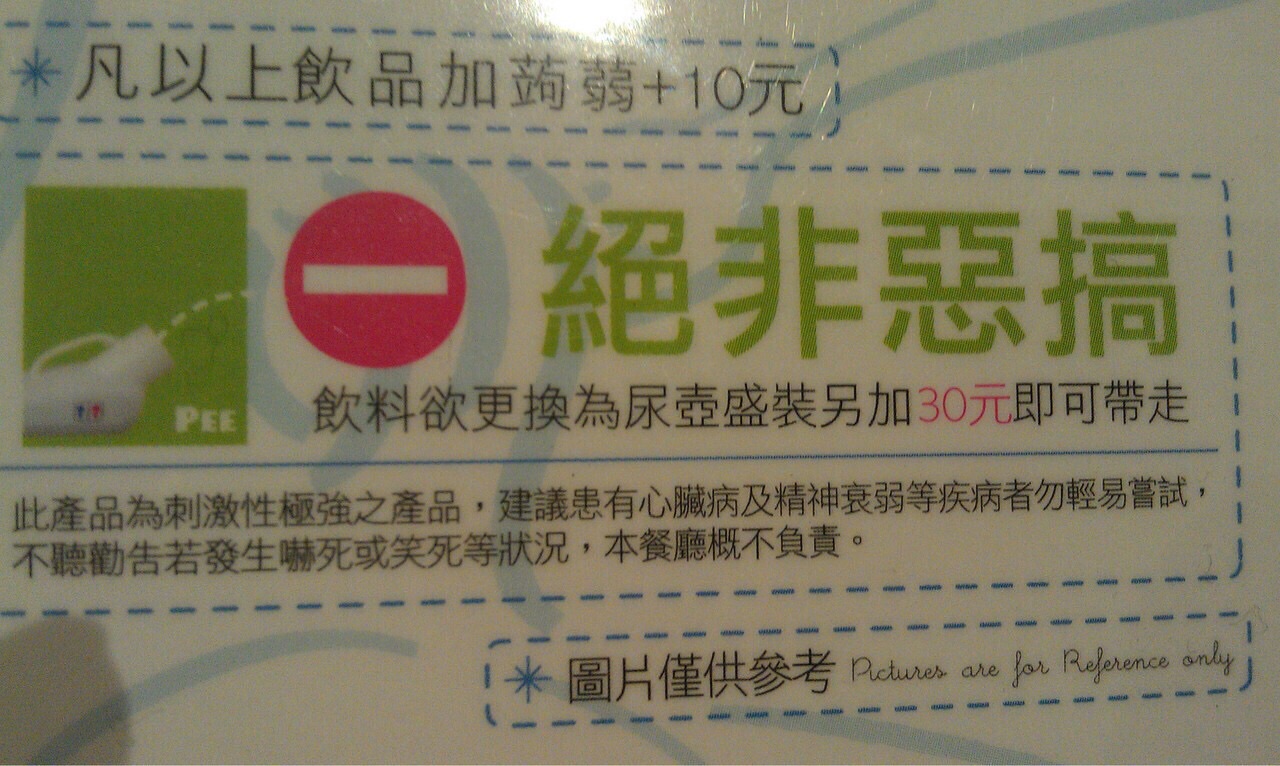 *凡以上飲品加蒟蒻+10元
絕非惡搞
PEE
飲料欲更換為尿壺盛裝另加30元即可帶走
此產品為刺激性極強之產品，建議患有心臟病及精神衰弱等疾病者勿輕易嘗試，
不聽勸告若發生嚇死或笑死等狀況，本餐廳概不負責。
*圖片僅供參考 Pictures are for Reference only